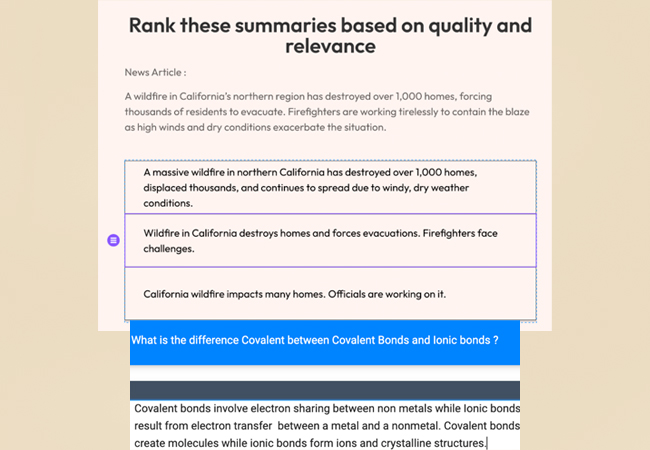 Rank these summaries based on quality and
relevance
News Article :
A wildfire in California's northern region has destroyed over 1,000 homes, forcing
thousands of residents to evacuate. Firefighters are working tirelessly to contain the blaze
as high winds and dry conditions exacerbate the situation.
A massive wildfire in northern California has destroyed over 1,000 homes,
displaced thousands, and continues to spread due to windy, dry weather
conditions.
Wildfire in California destroys homes and forces evacuations. Firefighters face
challenges.
California wildfire impacts many homes. Officials are working on it.
What is the difference Covalent between Covalent Bonds and Ionic bonds ?
Covalent bonds involve electron sharing between non metals while Ionic bonds
result from electron transfer between a metal and a nonmetal. Covalent bonds
create molecules while ionic bonds form ions and crystalline structures.